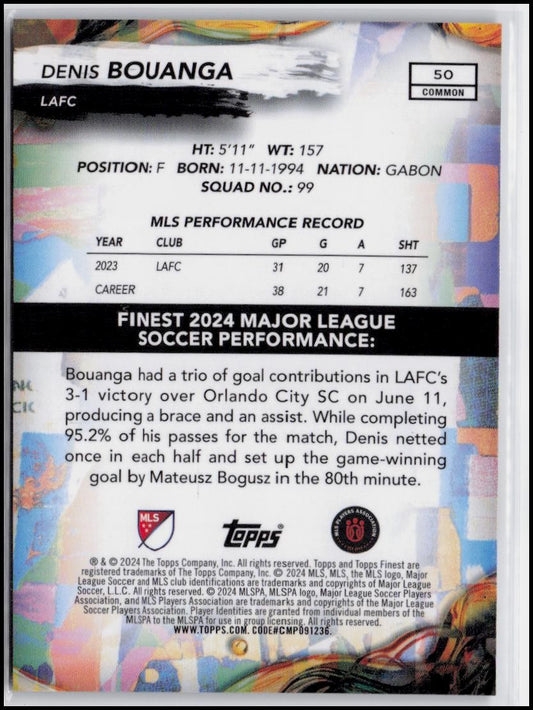 DENIS BOUANGA
LAFC
50
COMMON
HT: 5'11" WT: 157
POSITION: F BORN: 11-11-1994 NATION: GABON
SQUAD NO.: 99
MLS PERFORMANCE RECORD
YEAR CLUB GP G A SHT
2023 LAFC 31 20 7 137
CAREER 38 21 7 163
FINEST 2024 MAJOR LEAGUE
SOCCER PERFORMANCE:
Bouanga had a trio of goal contributions in LAFC's
3-1 victory over Orlando City SC on June 11,
producing a brace and an assist. While completing
95.2% of his passes for the match, Denis netted
once in each half and set up the game-winning
goal by Mateusz Bogusz in the 80th minute.
MLS
Topps®
MLS PLAYERS ASSOCIATION
® & © 2024 The Topps Company, Inc. All rights reserved. Topps and Topps Finest are
registered trademarks of The Topps Company, Inc. © 2024 MLS, MLS, the MLS logo, Major
League Soccer and MLS club identifications are trademarks and copyrights of Major League
Soccer, L.L.C. All rights reserved. © 2024 MLSPA, MLSPA logo, Major League Soccer Players
Association, and MLS Players Association are trademarks and copyrights of Major League
Soccer Players Association. Player Identities are granted from individual members of the
MLSPA to the MLSPA for use in group licensing. All rights reserved.
WWW.TOPPS.COM. CODE#CMP091236.